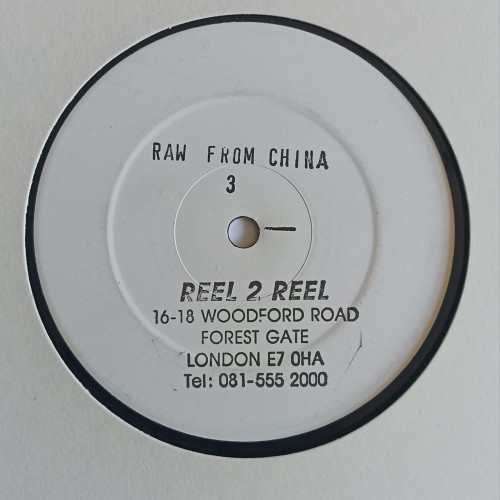 RAW FROM CHINA
3
REEL 2 REEL
16-18 WOODFORD ROAD
FOREST GATE
LONDON E7 0HA
Tel: 081-555 2000